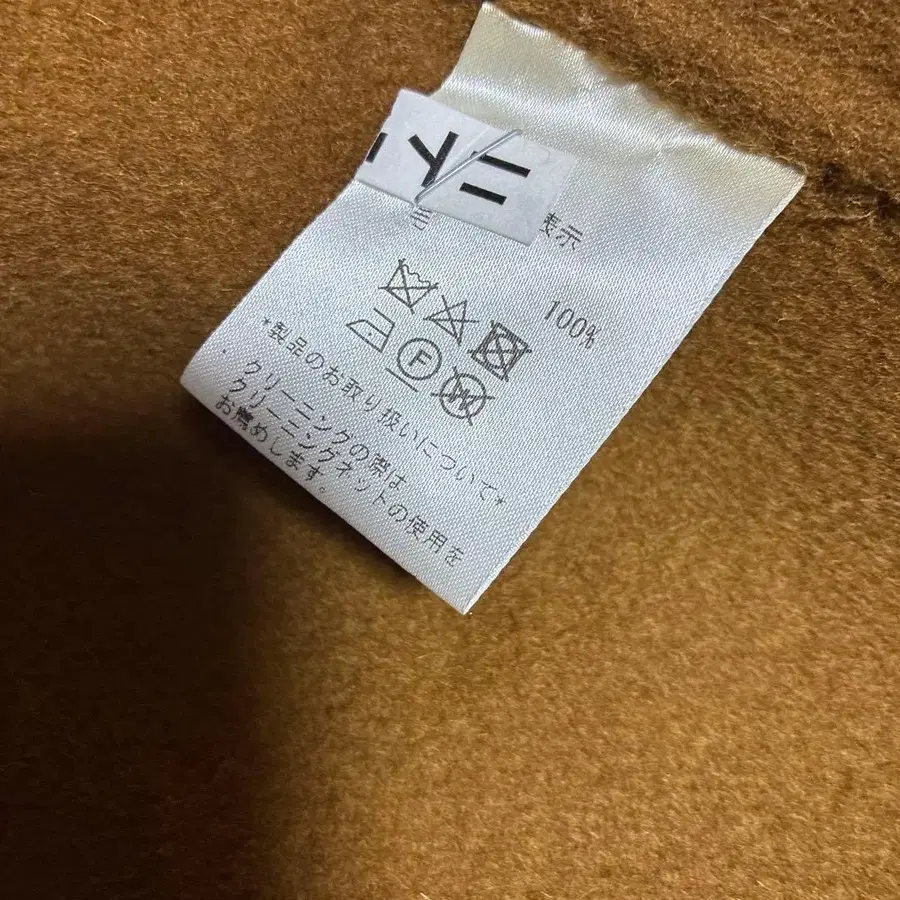 表示
毛 100%
F
W
*製品のお取り扱いについて*
・クリーニングの際は
クリーニングネットの使用を
お薦めします。